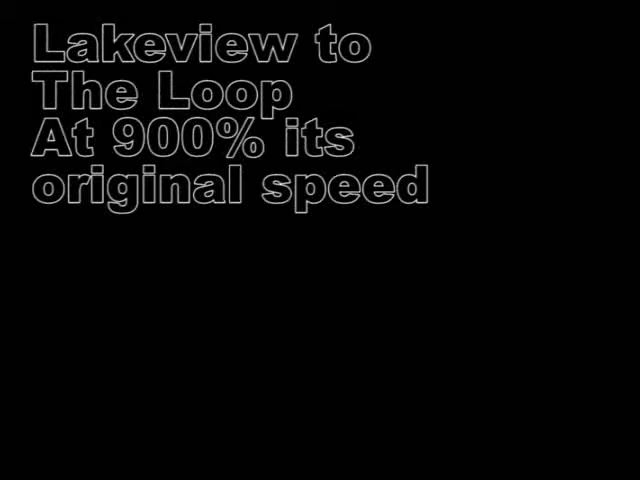 Lakeview to
The Loop
At 900% its
original speed